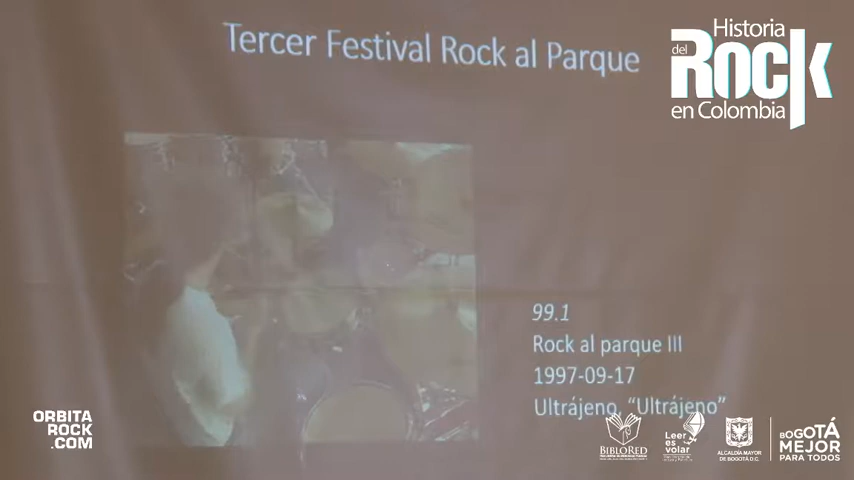 Tercer Festival Rock al Parque
Historia
del
Rock
en Colombia
99.1
Rock al parque III
1997-09-17
Ultrájeno, “Ultrájeno”
ORBITA
ROCK
.COM
BIBLORED
Leer
es
volar
ALCALDÍA MAYOR
DE BOGOTÁ D.C.
BOGOTÁ
MEJOR
PARA TODOS